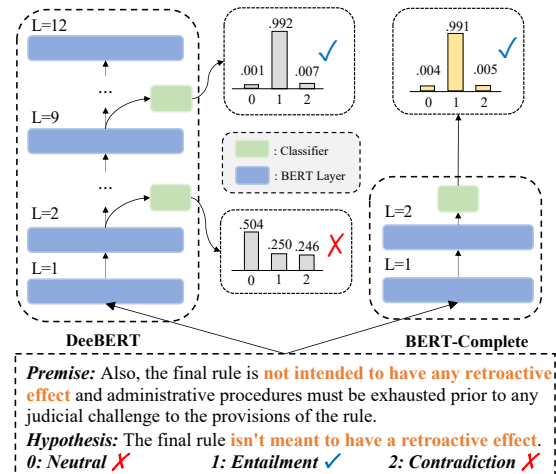 L=12
...
L=9
...
L=2
L=1
DeeBERT
.992
.001
.007
0 1 2
: Classifier
: BERT Layer
.504
.250
.246
0 1 2
.991
.004
.005
0 1 2
L=2
L=1
BERT-Complete
Premise: Also, the final rule is not intended to have any retroactive
effect and administrative procedures must be exhausted prior to any
judicial challenge to the provisions of the rule.
Hypothesis: The final rule isn't meant to have a retroactive effect.
0: Neutral ✗ 1: Entailment ✓ 2: Contradiction ✗